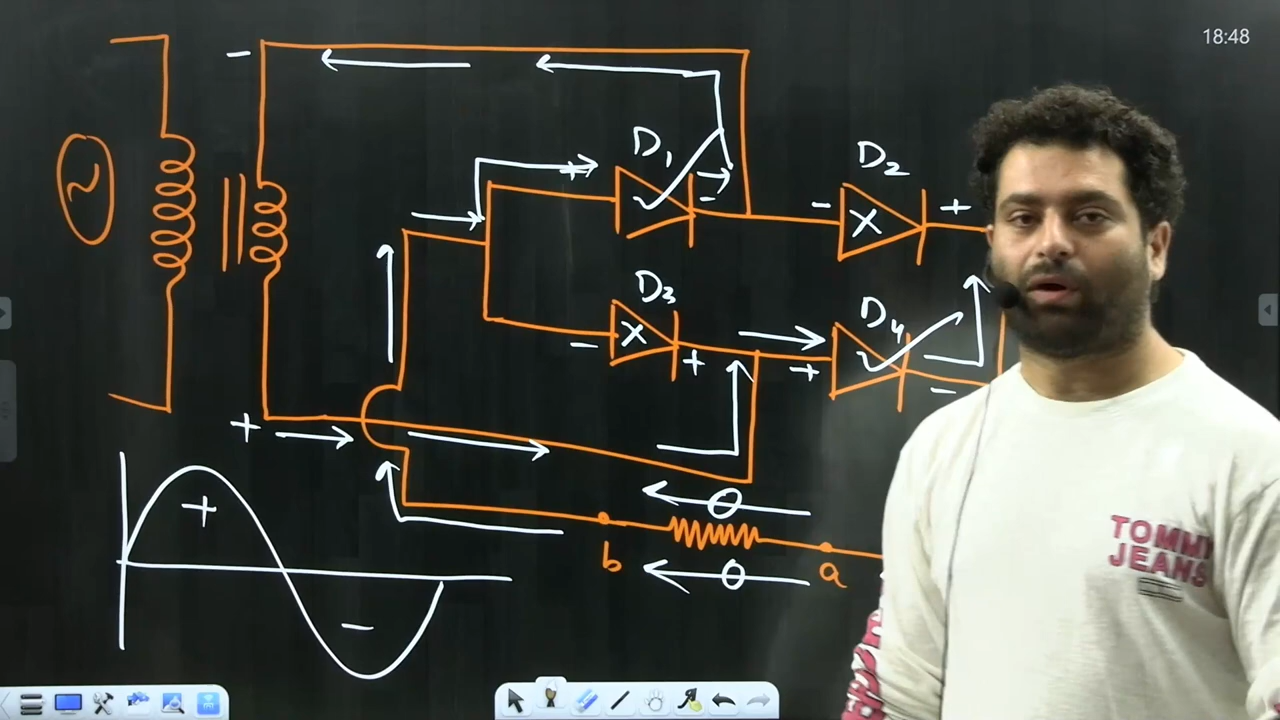 18:48
-
D₁
D₂
~
-
-
X
+
D₃
D₄
X
-
+
+
-
+
+
b
a
-
TOMMY
JEANS